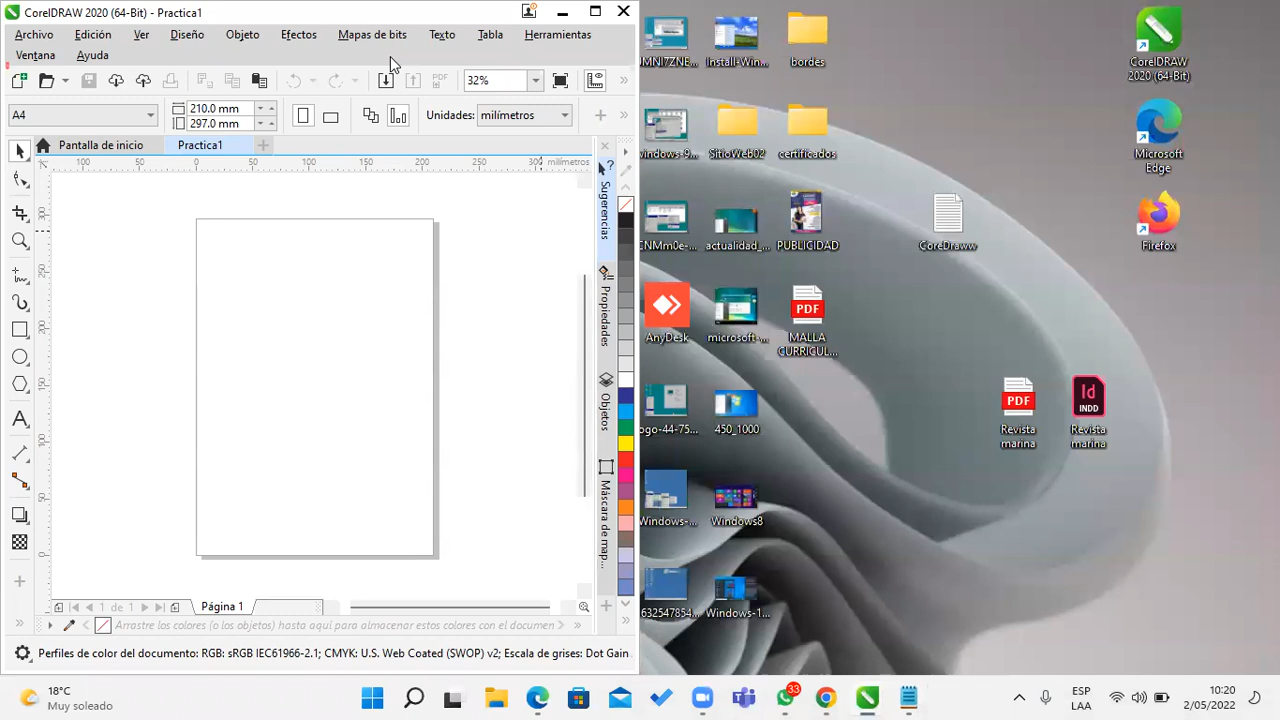 CorelDRAW 2020 (64-Bit) - Practica1
Archivo Editar Ver Diseño Objeto Efectos Mapas de bits Texto Tabla Herramientas
Ventana Ayuda
PDF 32%
A4 210.0 mm
297.0 mm
Unidades: milímetros
Pantalla de inicio Practica1
100 50 0 50 100 150 200 250 300 milímetros
Sugerencias
Propiedades
Objetos
Máscara de map...
1 de 1 Página 1
Arrastre los colores (o los objetos) hasta aquí para almacenar estos colores con el documen
Perfiles de color del documento: RGB: sRGB IEC61966-2.1; CMYK: U.S. Web Coated (SWOP) v2; Escala de grises: Dot Gain
Install-Win...
bordes
CorelDRAW
2020 (64-Bit)
SitioWeb02
certificados
Microsoft
Edge
CNMm0e-...
actualidad_...
PUBLICIDAD
CoreDraww
Firefox
AnyDesk
microsoft-...
PDF
MALLA
CURRICUL...
ogo-44-75...
450_1000
PDF
Revista
marina
Id
INDD
Revista
marina
Windows-...
Windows8
632547854...
Windows-1...
18°C
Muy soleado
33
ESP
LAA
10:20
2/05/2022